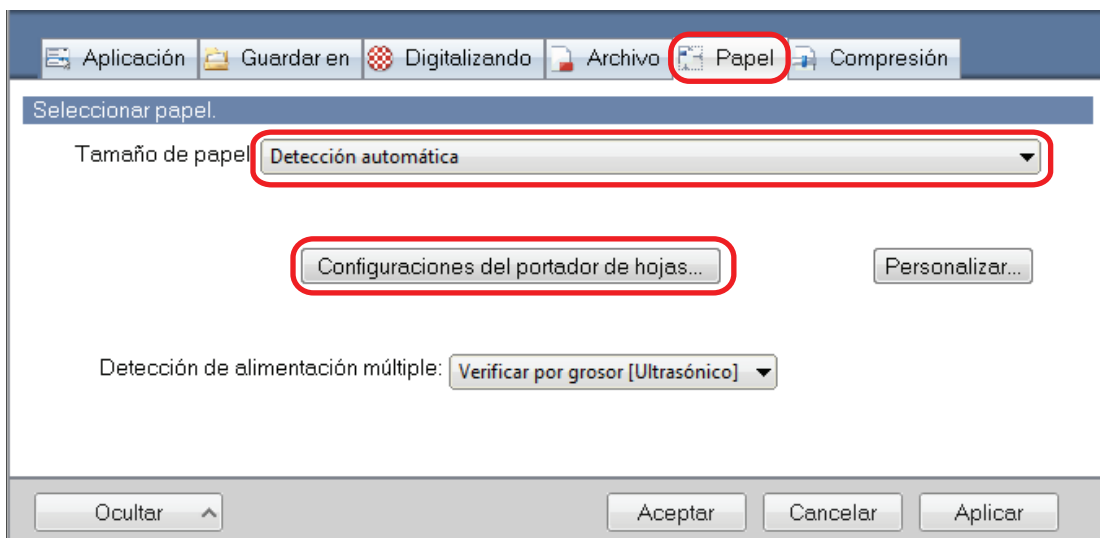 Aplicación Guardar en Digitalizando Archivo Papel Compresión
Seleccionar papel.
Tamaño de papel Detección automática
Configuraciones del portador de hojas... Personalizar...
Detección de alimentación múltiple: Verificar por grosor [Ultrasónico]
Ocultar Aceptar Cancelar Aplicar